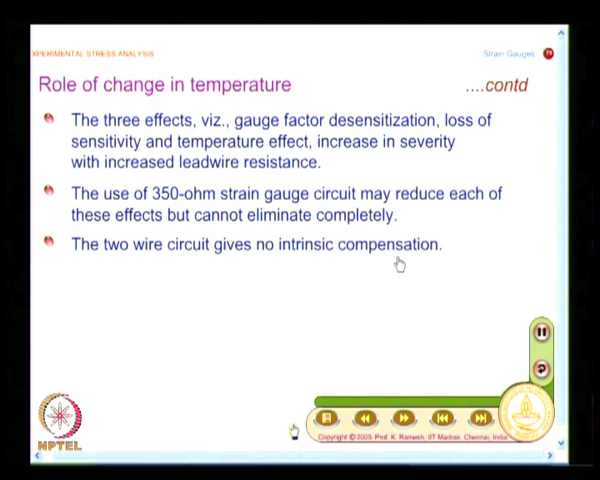 XPERIMENTAL STRESS ANALYSIS
Strain Gauges 79
Role of change in temperature
....contd
The three effects, viz., gauge factor desensitization, loss of
sensitivity and temperature effect, increase in severity
with increased leadwire resistance.
The use of 350-ohm strain gauge circuit may reduce each of
these effects but cannot eliminate completely.
The two wire circuit gives no intrinsic compensation.
NPTEL
Copyright © 2005 Prof. K. Ramesh, IIT Madras, Chennai, India